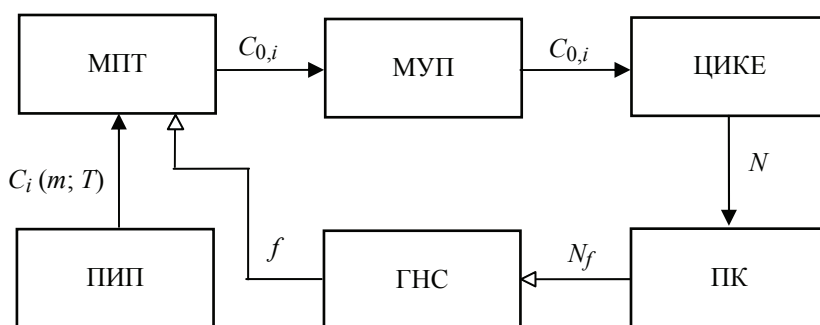 C0,i
C0,i
МПТ
МУП
ЦИКЕ
N
Ci (m; T)
f
Nf
ПИП
ГНС
ПК